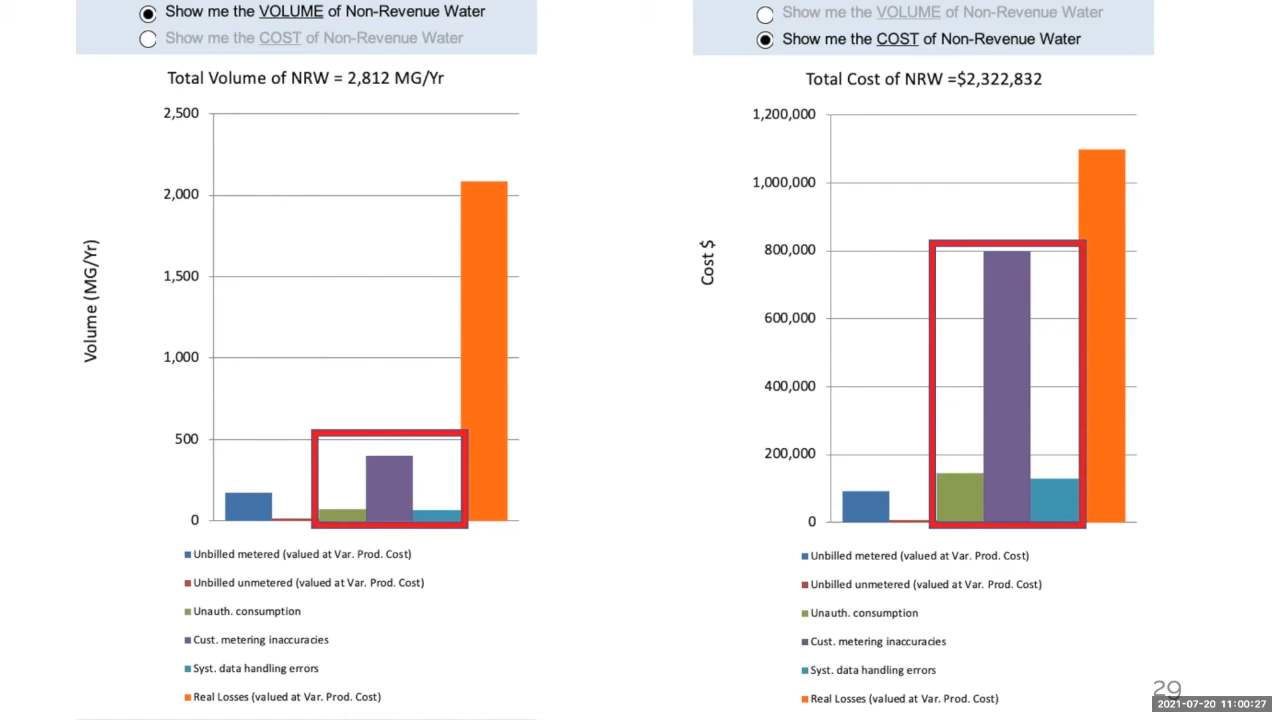 Show me the VOLUME of Non-Revenue Water
Show me the COST of Non-Revenue Water
Total Volume of NRW = 2,812 MG/Yr
2,500
2,000
1,500
1,000
500
0
Volume (MG/Yr)
Unbilled metered (valued at Var. Prod. Cost)
Unbilled unmetered (valued at Var. Prod. Cost)
Unauth. consumption
Cust. metering inaccuracies
Syst. data handling errors
Real Losses (valued at Var. Prod. Cost)
Show me the VOLUME of Non-Revenue Water
Show me the COST of Non-Revenue Water
Total Cost of NRW =$2,322,832
1,200,000
1,000,000
800,000
600,000
400,000
200,000
0
Cost $
Unbilled metered (valued at Var. Prod. Cost)
Unbilled unmetered (valued at Var. Prod. Cost)
Unauth. consumption
Cust. metering inaccuracies
Syst. data handling errors
Real Losses (valued at Var. Prod. Cost)
29
2021-07-20 11:00:27